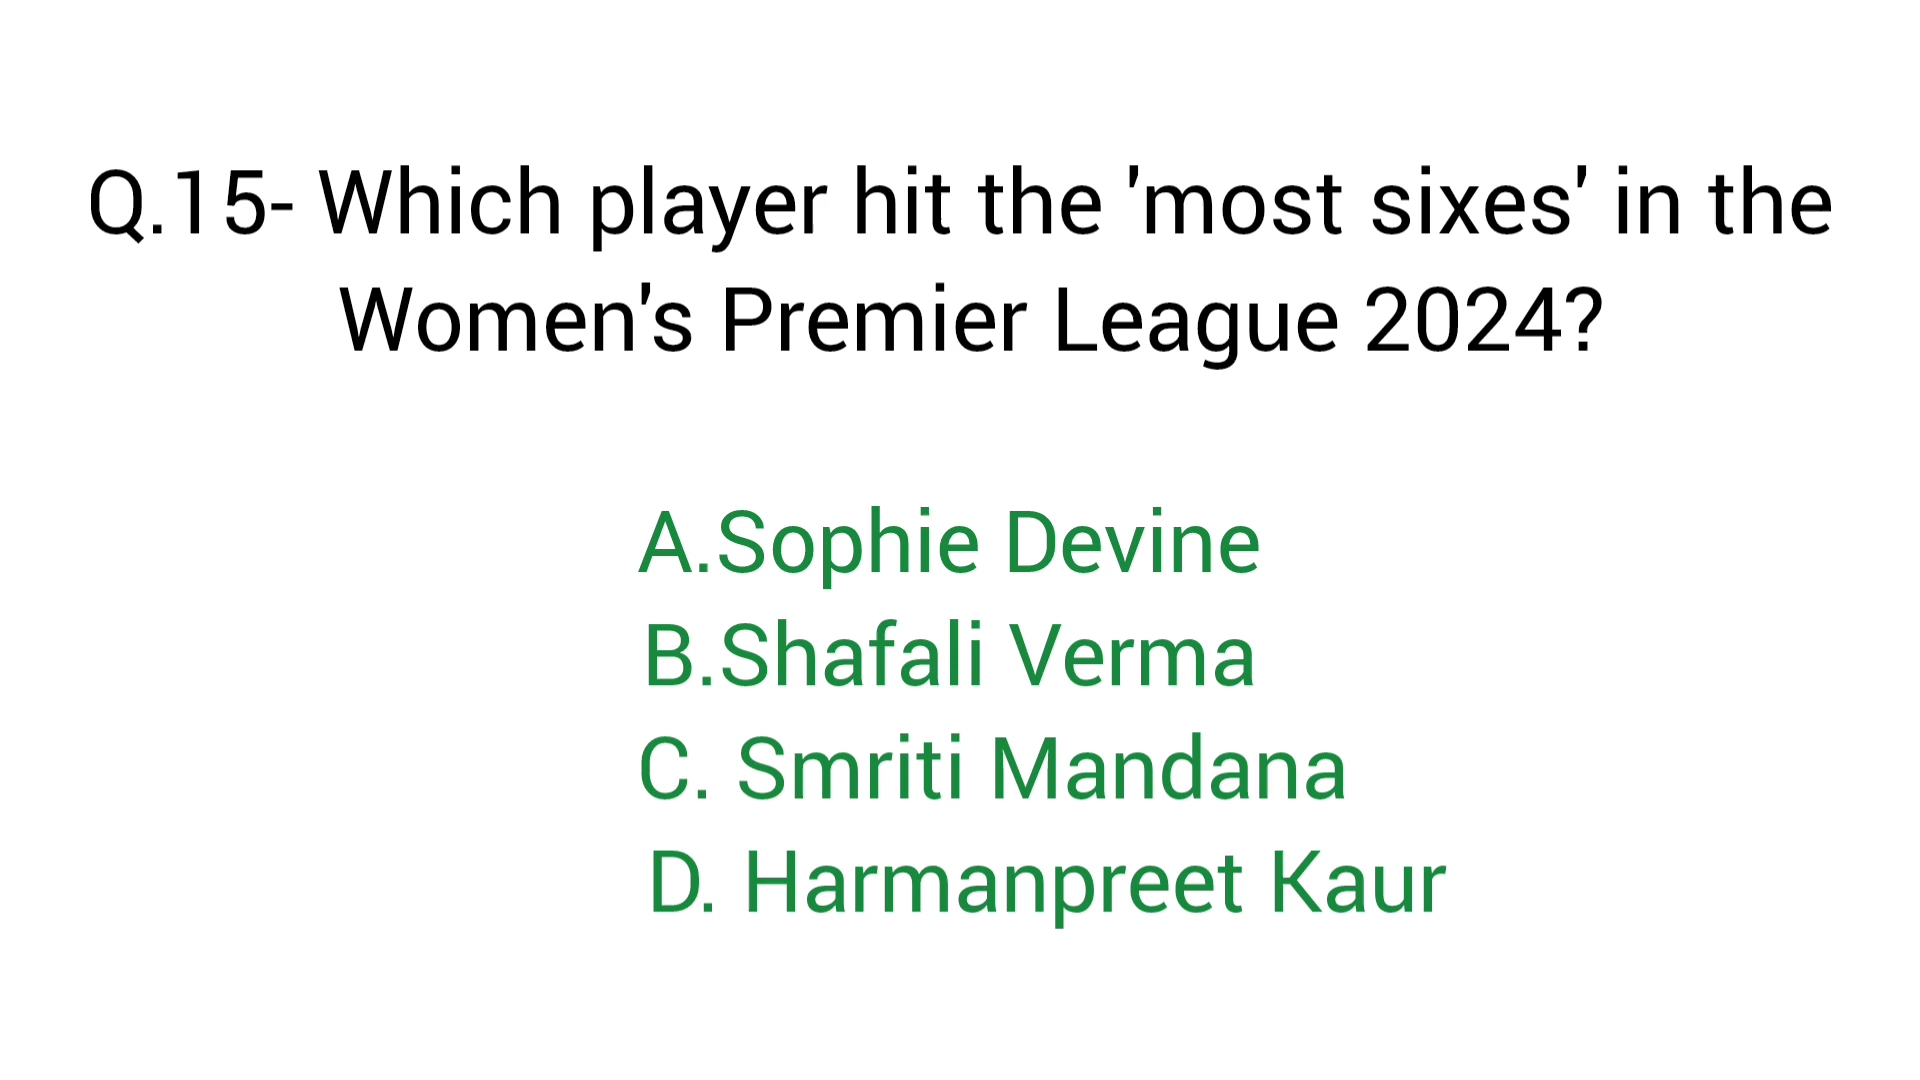 Q.15- Which player hit the 'most sixes' in the
Women's Premier League 2024?
A.Sophie Devine
B.Shafali Verma
C. Smriti Mandana
D. Harmanpreet Kaur